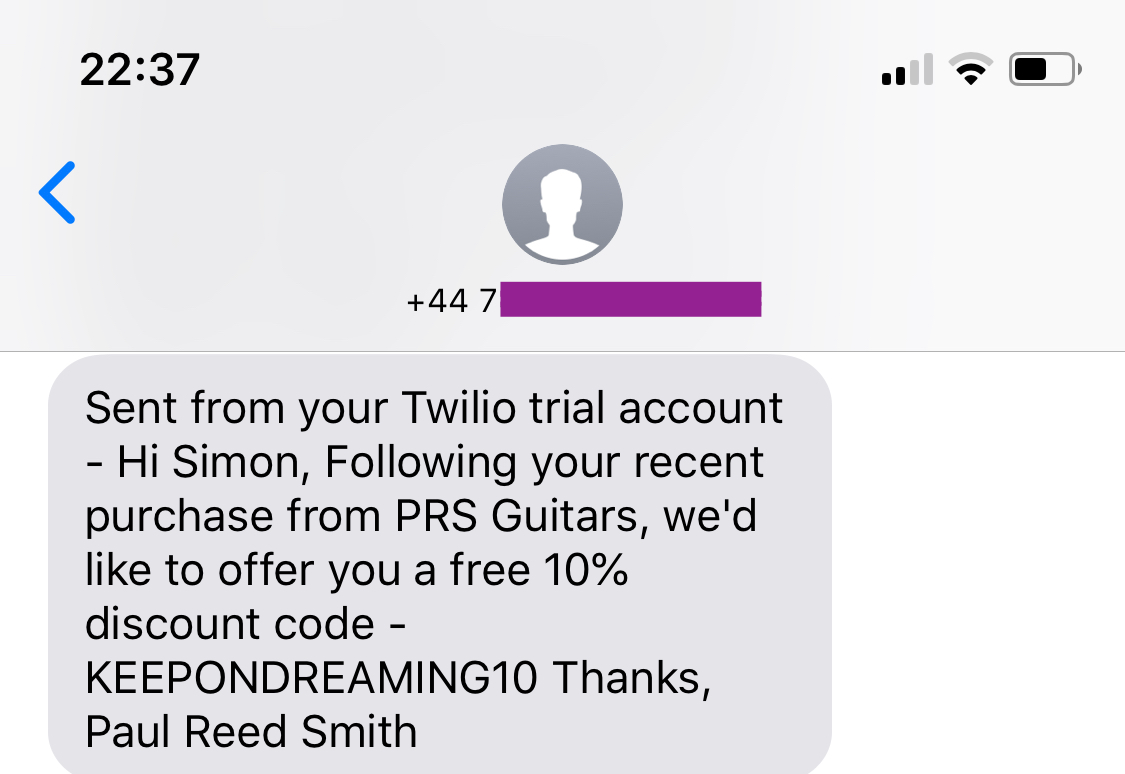 22:37
+44 7
Sent from your Twilio trial account
- Hi Simon, Following your recent
purchase from PRS Guitars, we'd
like to offer you a free 10%
discount code -
KEEPONDREAMING10 Thanks,
Paul Reed Smith